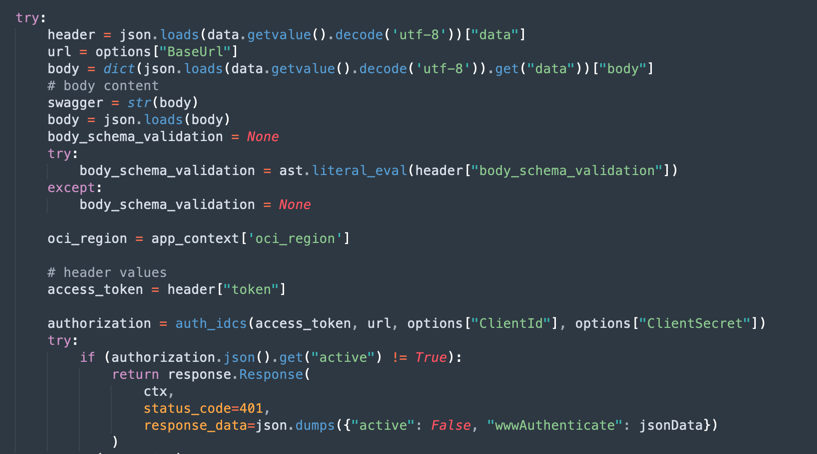 try:
    header = json.loads(data.getvalue().decode('utf-8'))["data"]
    url = options["BaseUrl"]
    body = dict(json.loads(data.getvalue().decode('utf-8')).get("data"))["body"]
    # body content
    swagger = str(body)
    body = json.loads(body)
    body_schema_validation = None
    try:
        body_schema_validation = ast.literal_eval(header["body_schema_validation"])
    except:
        body_schema_validation = None

    oci_region = app_context['oci_region']

    # header values
    access_token = header["token"]

    authorization = auth_idcs(access_token, url, options["ClientId"], options["ClientSecret"])
    try:
        if (authorization.json().get("active") != True):
            return response.Response(
                ctx,
                status_code=401,
                response_data=json.dumps({"active": False, "wwwAuthenticate": jsonData})
            )